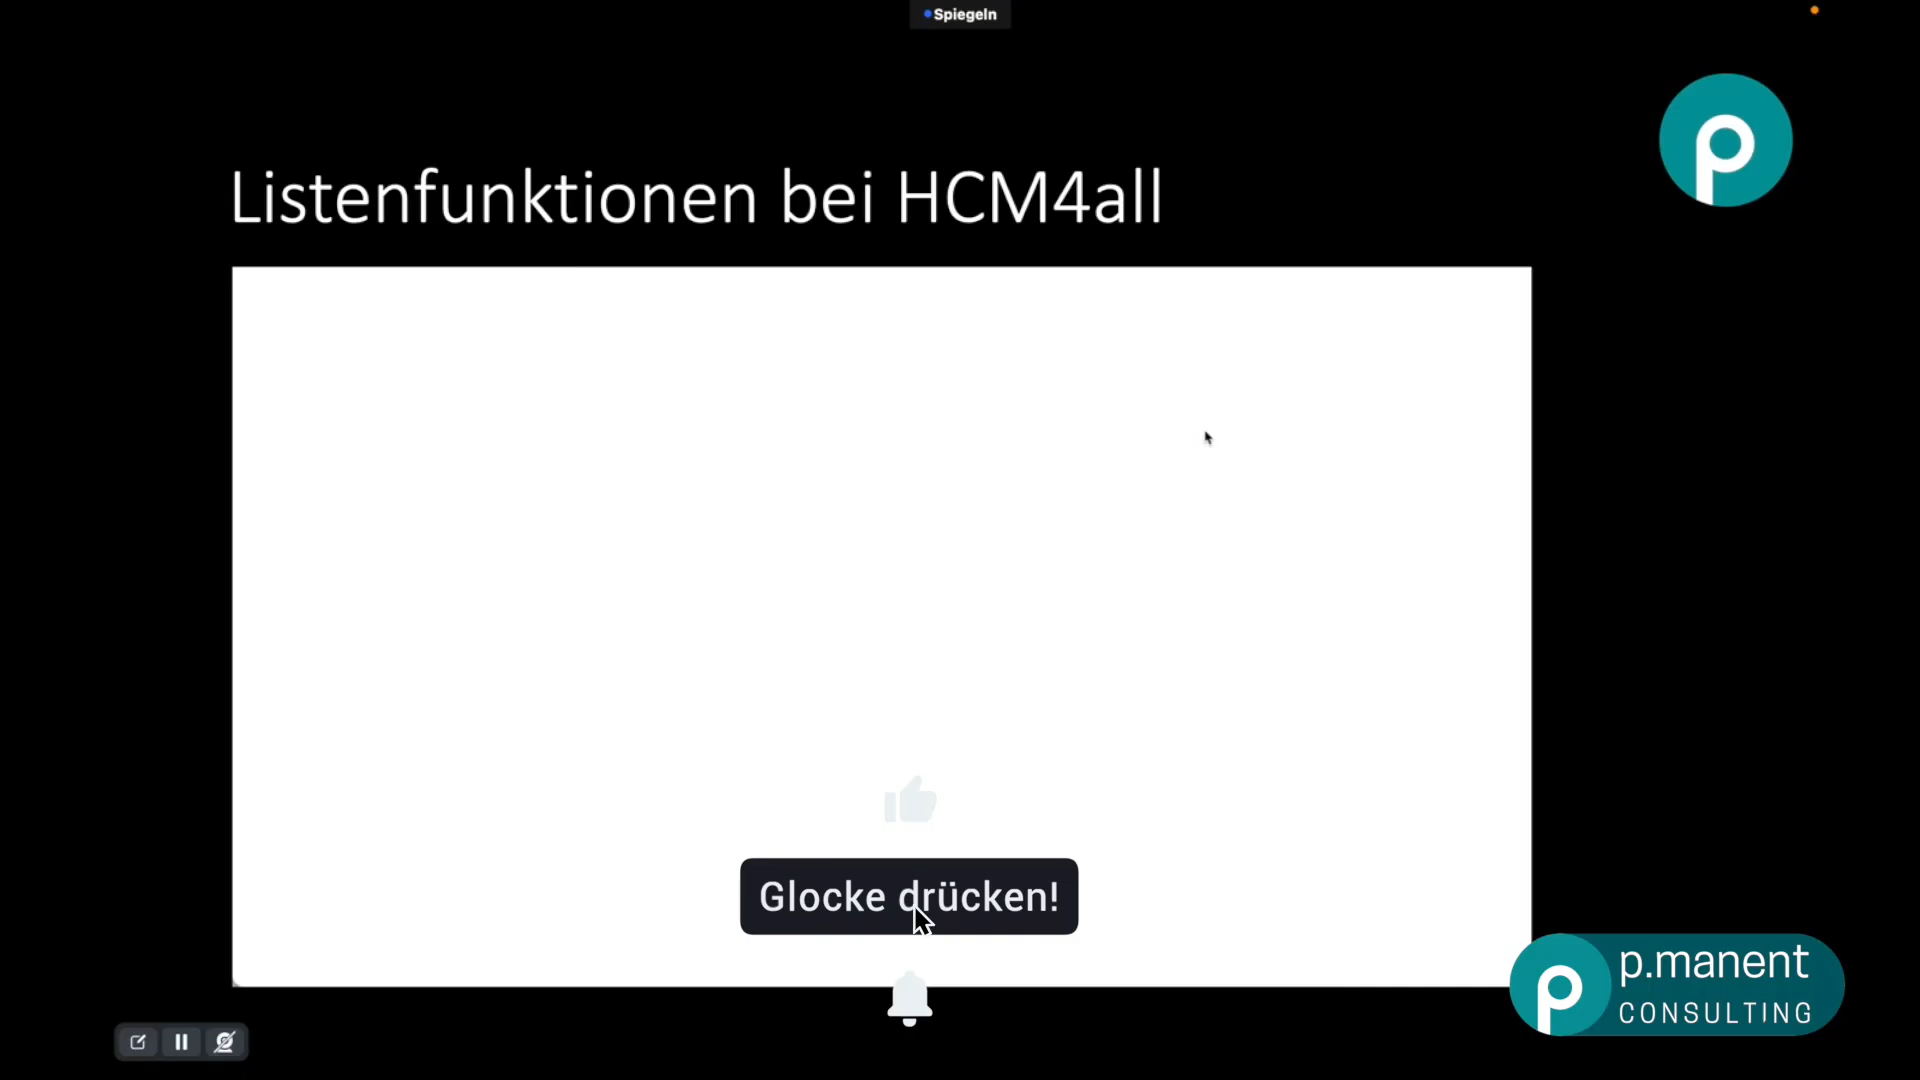 Spiegeln
Listenfunktionen bei HCM4all
Glocke drücken!
p.manent
CONSULTING